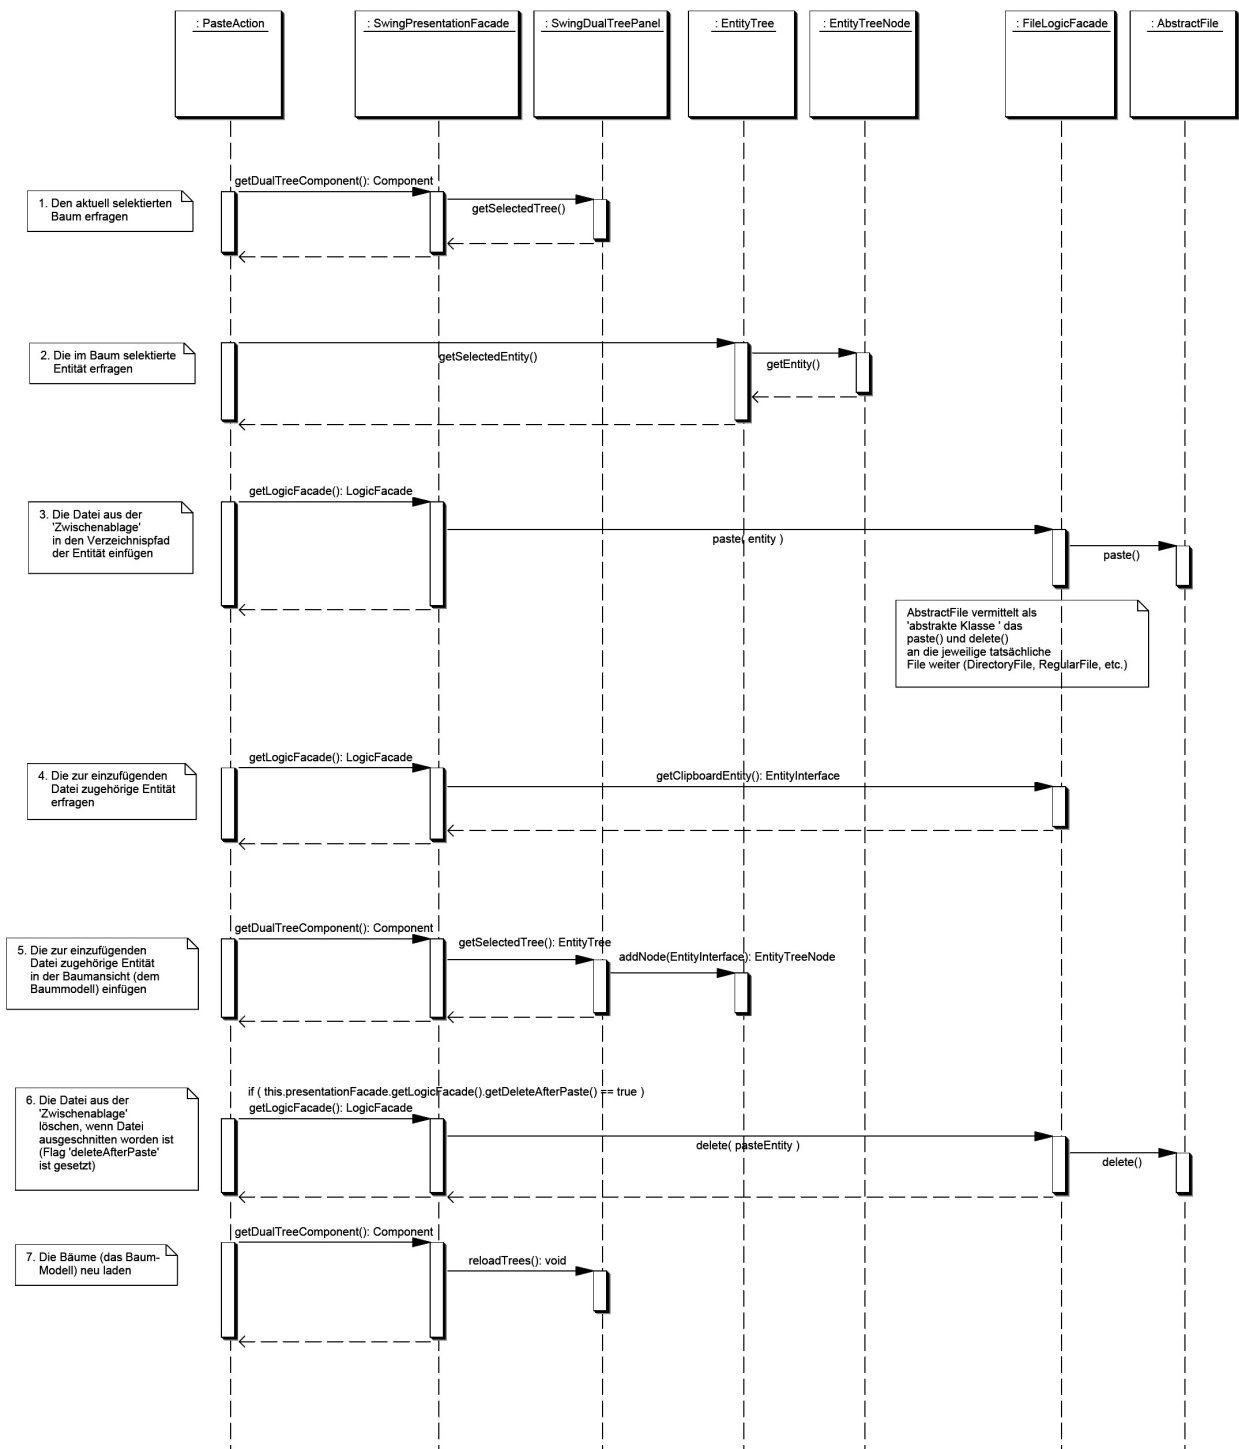 : PasteAction
: SwingPresentationFacade
: SwingDualTreePanel
: EntityTree
: EntityTreeNode
: FileLogicFacade
: AbstractFile
getDualTreeComponent(): Component
1. Den aktuell selektierten
Baum erfragen
getSelectedTree()
2. Die im Baum selektierte
Entität erfragen
getSelectedEntity()
getEntity()
getLogicFacade(): LogicFacade
3. Die Datei aus der
'Zwischenablage'
in den Verzeichnispfad
der Entität einfügen
paste( entity )
paste()
AbstractFile vermittelt als
'abstrakte Klasse ' das
paste() und delete()
an die jeweilige tatsächliche
File weiter (DirectoryFile, RegularFile, etc.)
getLogicFacade(): LogicFacade
4. Die zur einzufügenden
Datei zugehörige Entität
erfragen
getClipboardEntity(): EntityInterface
getDualTreeComponent(): Component
5. Die zur einzufügenden
Datei zugehörige Entität
in der Baumansicht (dem
Baummodell) einfügen
getSelectedTree(): EntityTree
addNode(EntityInterface): EntityTreeNode
if ( this.presentationFacade.getLogicFacade().getDeleteAfterPaste() == true )
getLogicFacade(): LogicFacade
6. Die Datei aus der
'Zwischenablage'
löschen, wenn Datei
ausgeschnitten worden ist
(Flag 'deleteAfterPaste'
ist gesetzt)
delete( pasteEntity )
delete()
getDualTreeComponent(): Component
7. Die Bäume (das Baum-
Modell) neu laden
reloadTrees(): void